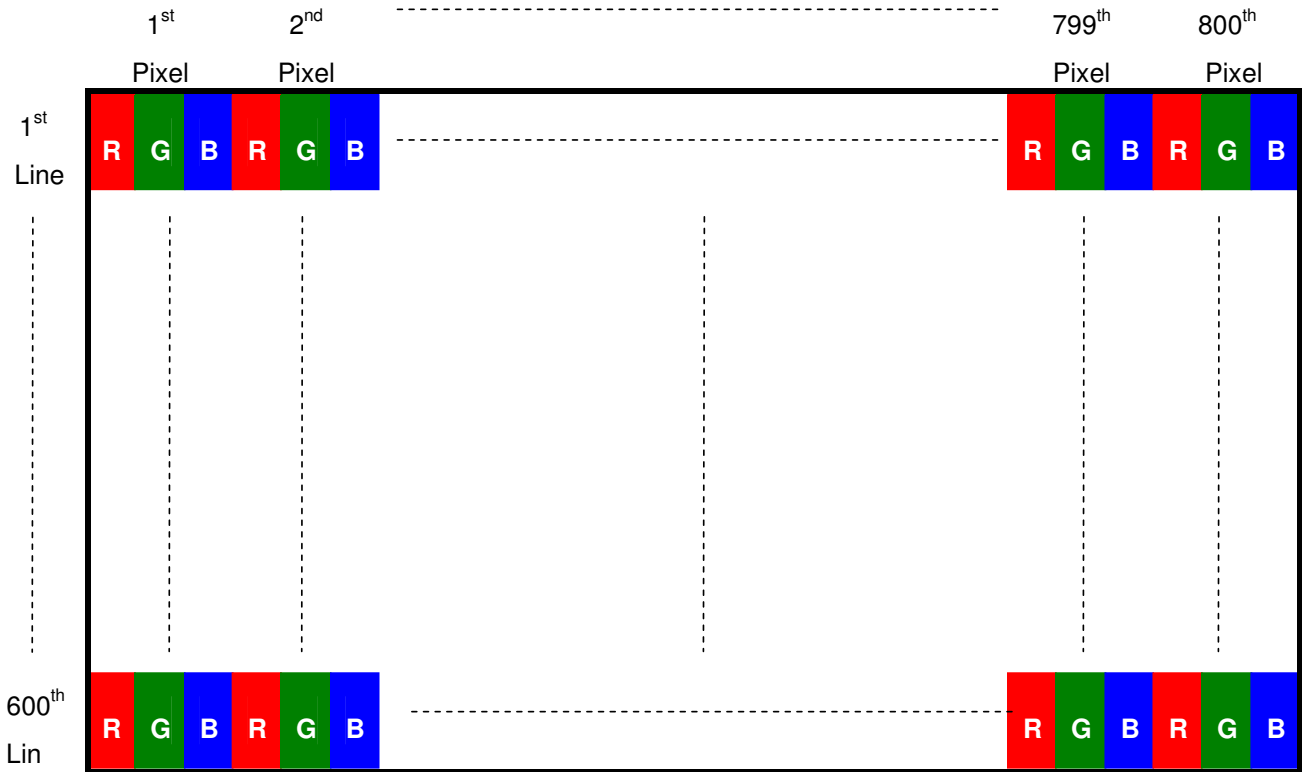 1st 2nd 799th 800th
Pixel Pixel Pixel Pixel
1st
Line
R G B R G B R G B R G B
600th
Lin
R G B R G B R G B R G B